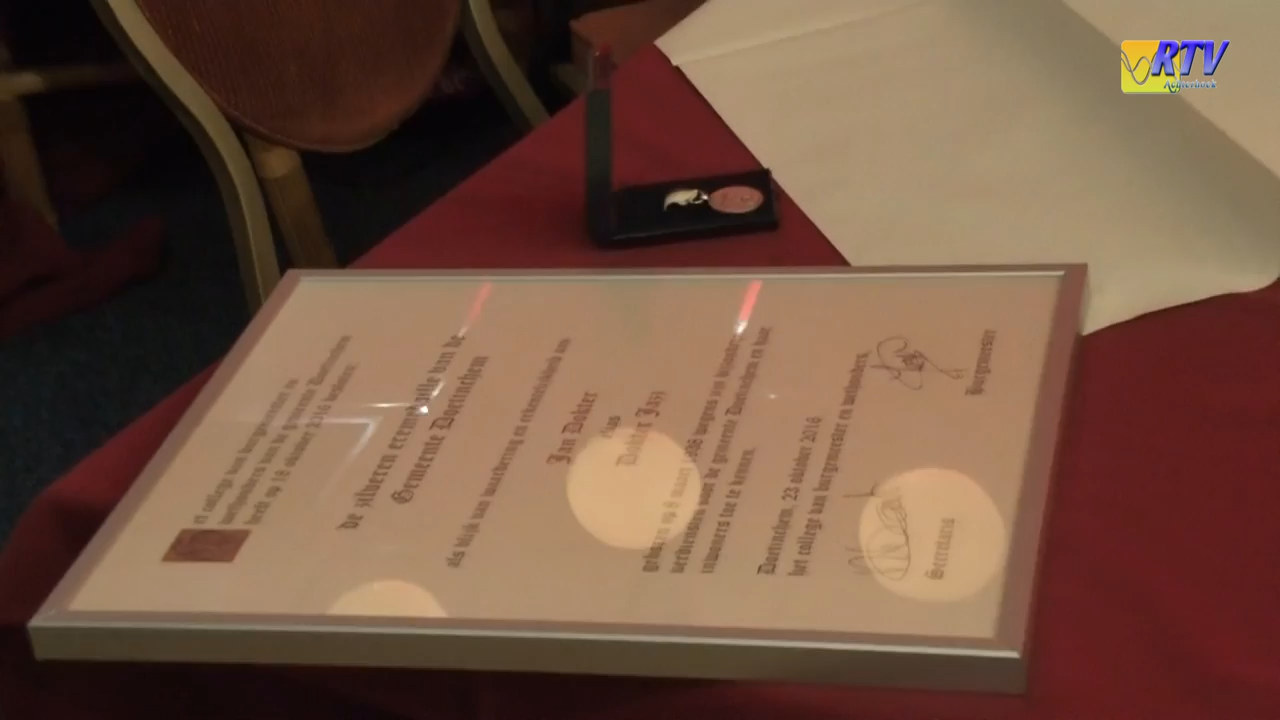 RTV
Achterhoek
het college van burgemeester en
wethouders van de gemeente Doetinchem
heeft op 18 oktober 2016 besloten
de zilveren eremedaille van de
Gemeente Doetinchem
als blijk van waardering en erkentelijkheid aan
Jan Dokter
alias
Dokter Jazz
geboren op 8 maart wegens zijn bijzondere
verdiensten voor de gemeente Doetinchem en haar
inwoners toe te kennen.
Doetinchem, 23 oktober 2016
het college van burgemeester en wethouders,
Secretaris
Burgemeester